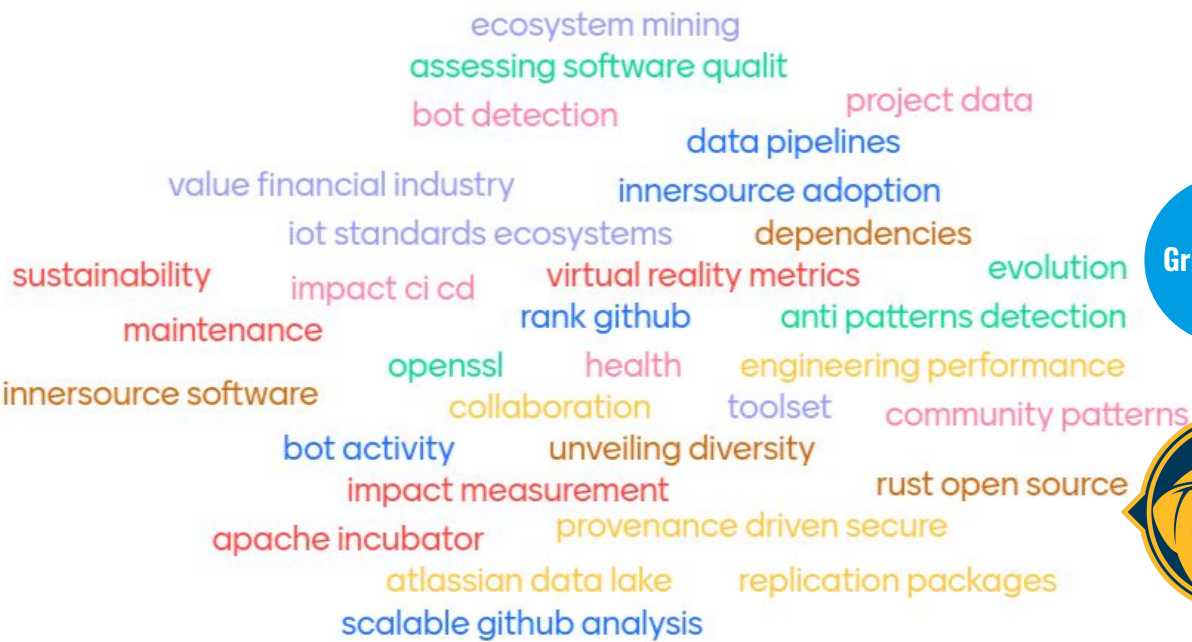 ecosystem mining
assessing software qualit
bot detection
project data
data pipelines
value financial industry
innersource adoption
iot standards ecosystems
dependencies
sustainability
impact ci cd
virtual reality metrics
evolution
Gr
maintenance
rank github
anti patterns detection
openssl
health
engineering performance
innersource software
collaboration
toolset
community patterns
bot activity
unveiling diversity
impact measurement
rust open source
apache incubator
provenance driven secure
atlassian data lake
replication packages
scalable github analysis